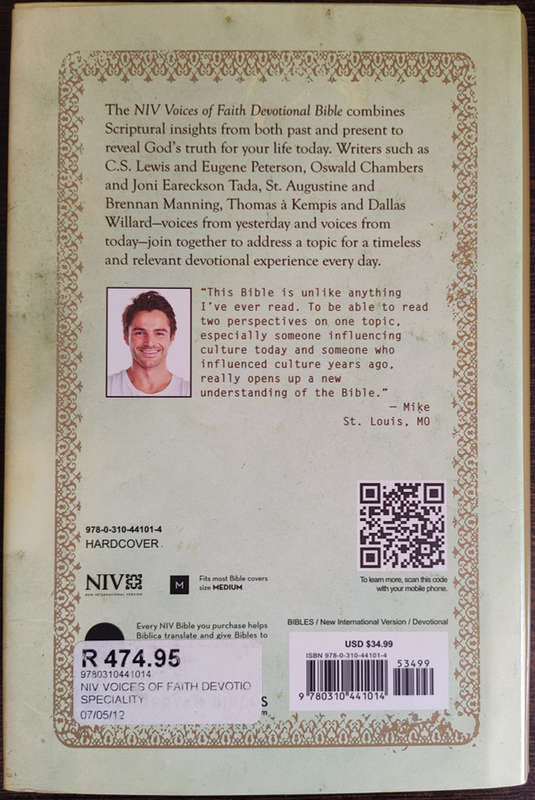 The NIV Voices of Faith Devotional Bible combines
Scriptural insights from both past and present to
reveal God's truth for your life today. Writers such as
C.S. Lewis and Eugene Peterson, Oswald Chambers
and Joni Eareckson Tada, St. Augustine and
Brennan Manning, Thomas à Kempis and Dallas
Willard—voices from yesterday and voices from
today—join together to address a topic for a timeless
and relevant devotional experience every day.
“This Bible is unlike anything
I've ever read. To be able to read
two perspectives on one topic,
especially someone influencing
culture today and someone who
influenced culture years ago,
really opens up a new
understanding of the Bible.”
— Mike
St. Louis, MO
978-0-310-44101-4
HARDCOVER
NIV
NEW INTERNATIONAL VERSION
M
Fits most Bible covers
size MEDIUM
To learn more, scan this code
with your mobile phone.
Every NIV Bible you purchase helps
Biblica translate and give Bibles to
R 474.95
9780310441014
NIV VOICES OF FAITH DEVOTIO
SPECIALITY
07/05/12
BIBLES / New International Version / Devotional
USD $34.99
ISBN 978-0-310-44101-4
53499
9 780310 441014